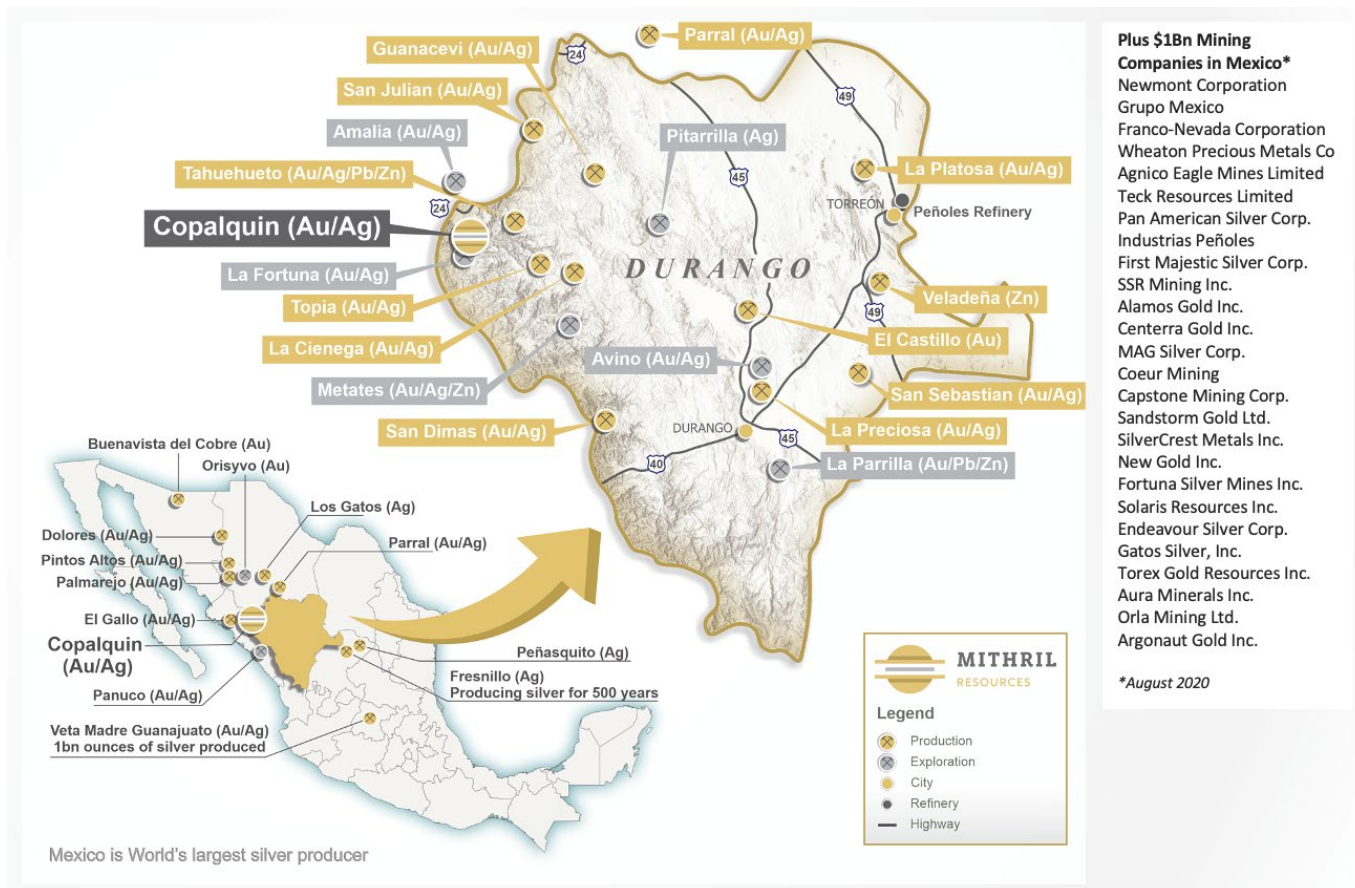 Parral (Au/Ag)
Guanacevi (Au/Ag)
24
San Julian (Au/Ag)
49
Amalia (Au/Ag)
Pitarrilla (Ag)
Tahuehueto (Au/Ag/Pb/Zn)
45
La Platosa (Au/Ag)
24
TORREÓN
Peñoles Refinery
Copalquin (Au/Ag)
La Fortuna (Au/Ag)
DURANGO
Topia (Au/Ag)
Veladeña (Zn)
49
La Cienega (Au/Ag)
El Castillo (Au)
Avino (Au/Ag)
Metates (Au/Ag/Zn)
San Sebastian (Au/Ag)
San Dimas (Au/Ag)
DURANGO
La Preciosa (Au/Ag)
45
40
La Parrilla (Au/Pb/Zn)
Buenavista del Cobre (Au)
Orisyvo (Au)
Los Gatos (Ag)
Dolores (Au/Ag)
Parral (Au/Ag)
Pintos Altos (Au/Ag)
Palmarejo (Au/Ag)
El Gallo (Au/Ag)
Copalquin
(Au/Ag)
Peñasquito (Ag)
Fresnillo (Ag)
Producing silver for 500 years
Panuco (Au/Ag)
Veta Madre Guanajuato (Au/Ag)
1bn ounces of silver produced
Mexico is World's largest silver producer
MITHRIL
RESOURCES
Legend
Production
Exploration
City
Refinery
Highway
Plus $1Bn Mining
Companies in Mexico*
Newmont Corporation
Grupo Mexico
Franco-Nevada Corporation
Wheaton Precious Metals Co
Agnico Eagle Mines Limited
Teck Resources Limited
Pan American Silver Corp.
Industrias Peñoles
First Majestic Silver Corp.
SSR Mining Inc.
Alamos Gold Inc.
Centerra Gold Inc.
MAG Silver Corp.
Coeur Mining
Capstone Mining Corp.
Sandstorm Gold Ltd.
SilverCrest Metals Inc.
New Gold Inc.
Fortuna Silver Mines Inc.
Solaris Resources Inc.
Endeavour Silver Corp.
Gatos Silver, Inc.
Torex Gold Resources Inc.
Aura Minerals Inc.
Orla Mining Ltd.
Argonaut Gold Inc.
*August 2020